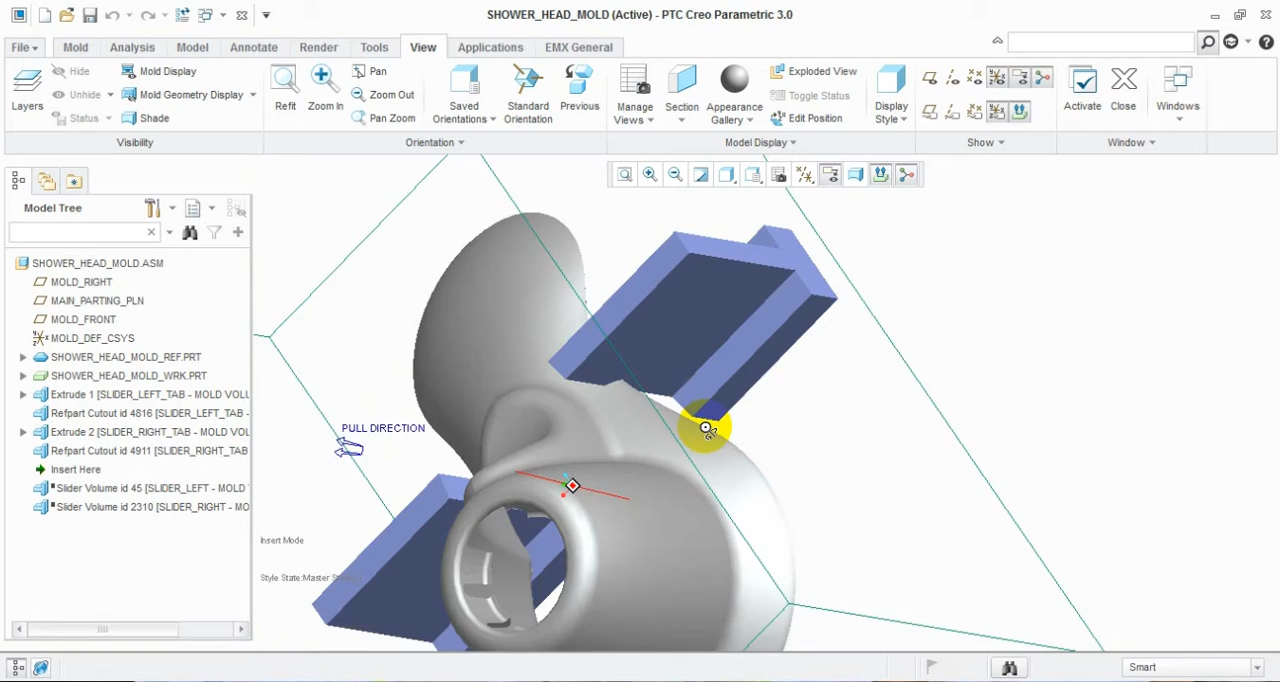 SHOWER_HEAD_MOLD (Active) - PTC Creo Parametric 3.0
File Mold Analysis Model Annotate Render Tools View Applications EMX General
Layers
Hide
Unhide
Status
Mold Display
Mold Geometry Display
Shade
Visibility
Refit
Zoom In
Pan
Zoom Out
Pan Zoom
Saved
Orientations
Standard
Orientation
Previous
Orientation
Manage
Views
Section
Appearance
Gallery
Exploded View
Toggle Status
Edit Position
Display
Style
Model Display
Show
Activate
Close
Windows
Window
Model Tree
SHOWER_HEAD_MOLD.ASM
MOLD_RIGHT
MAIN_PARTING_PLN
MOLD_FRONT
MOLD_DEF_CSYS
SHOWER_HEAD_MOLD_REF.PRT
SHOWER_HEAD_MOLD_WRK.PRT
Extrude 1 [SLIDER_LEFT_TAB - MOLD VOLU
Refpart Cutout id 4816 [SLIDER_LEFT_TAB -
Extrude 2 [SLIDER_RIGHT_TAB - MOLD VOL
Refpart Cutout id 4911 [SLIDER_RIGHT_TAB
Insert Here
Slider Volume id 45 [SLIDER_LEFT - MOLD
Slider Volume id 2310 [SLIDER_RIGHT - MO
PULL DIRECTION
Insert Mode
Style State:Master
Smart